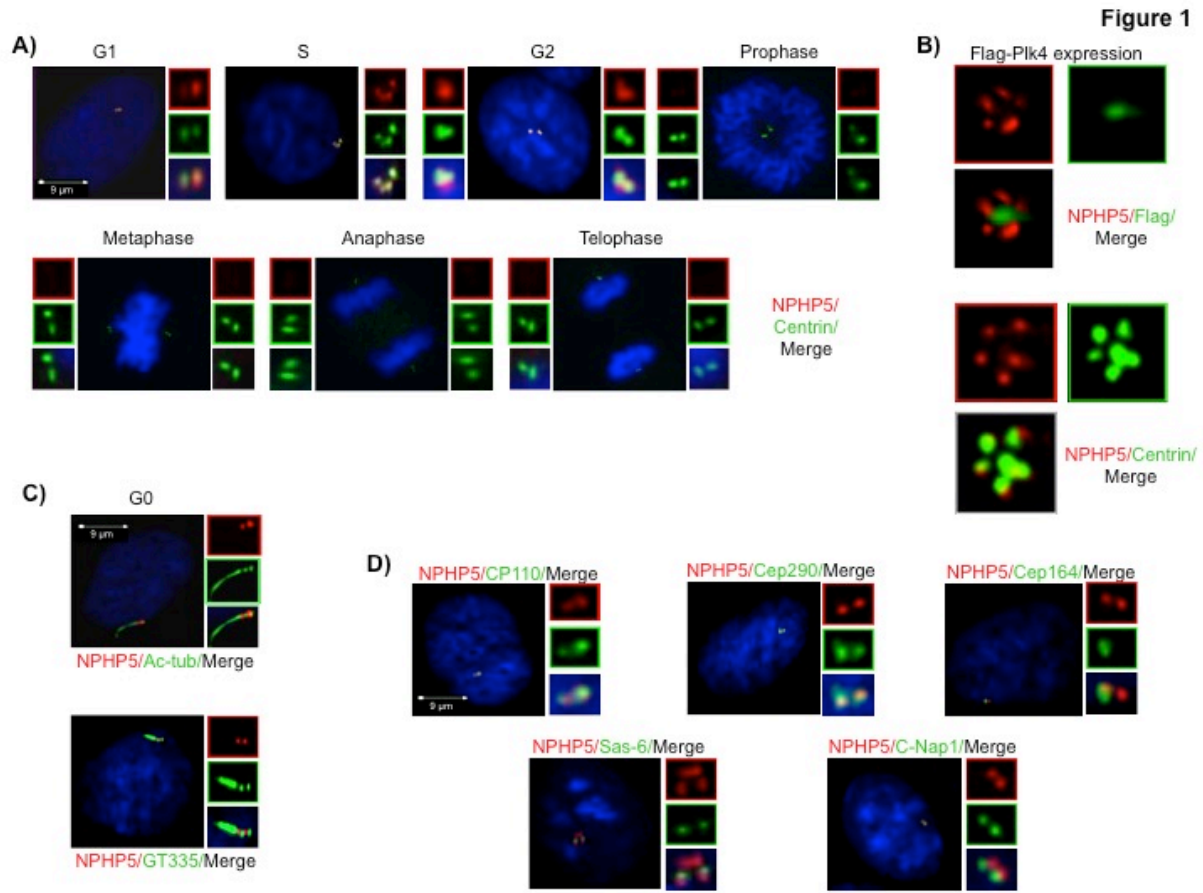 Figure 1
A)
G1
S
G2
Prophase
9 µm
Metaphase
Anaphase
Telophase
NPHP5/
Centrin/
Merge
B)
Flag-Plk4 expression
NPHP5/Flag/
Merge
NPHP5/Centrin/
Merge
C)
G0
9 µm
NPHP5/Ac-tub/Merge
NPHP5/GT335/Merge
D)
NPHP5/CP110/Merge
NPHP5/Cep290/Merge
NPHP5/Cep164/Merge
9 µm
NPHP5/Sas-6/Merge
NPHP5/C-Nap1/Merge